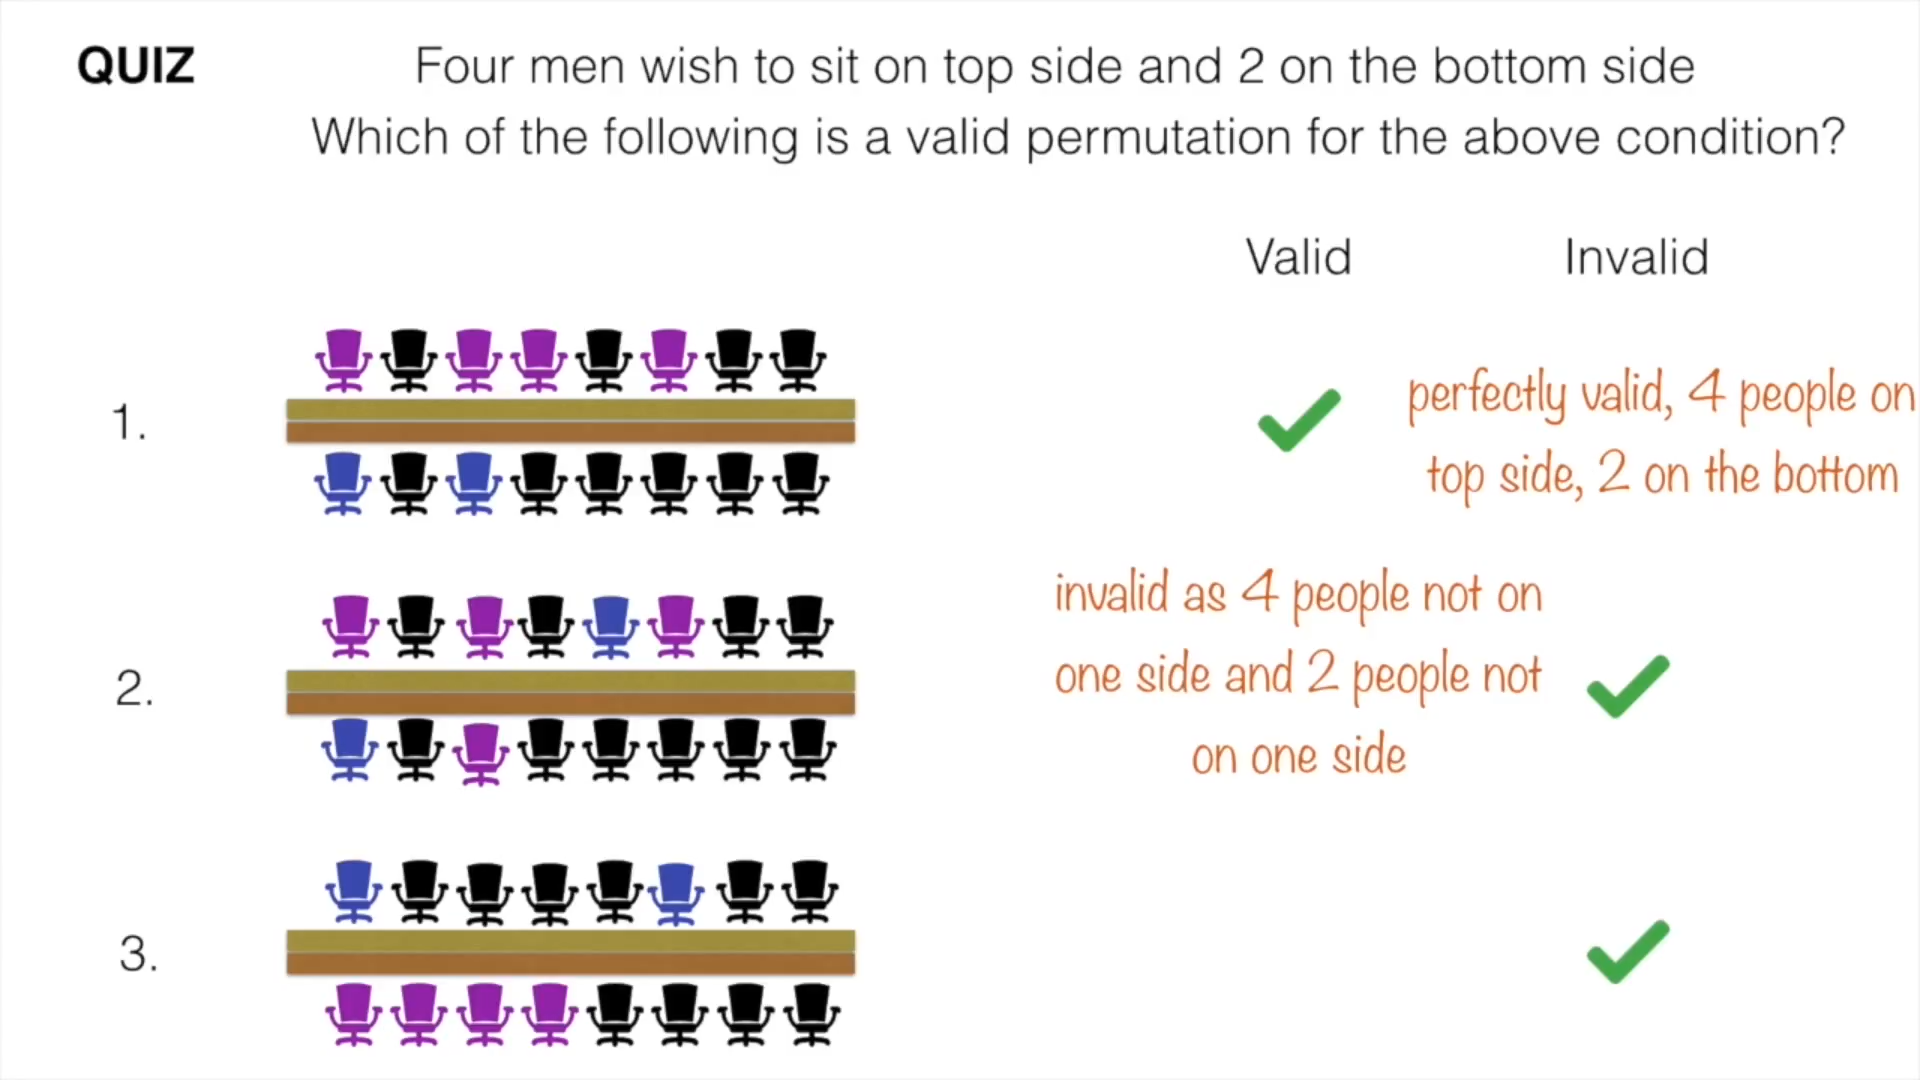 QUIZ
Four men wish to sit on top side and 2 on the bottom side
Which of the following is a valid permutation for the above condition?
Valid
Invalid
1.
perfectly valid, 4 people on
top side, 2 on the bottom
2.
invalid as 4 people not on
one side and 2 people not
on one side
3.